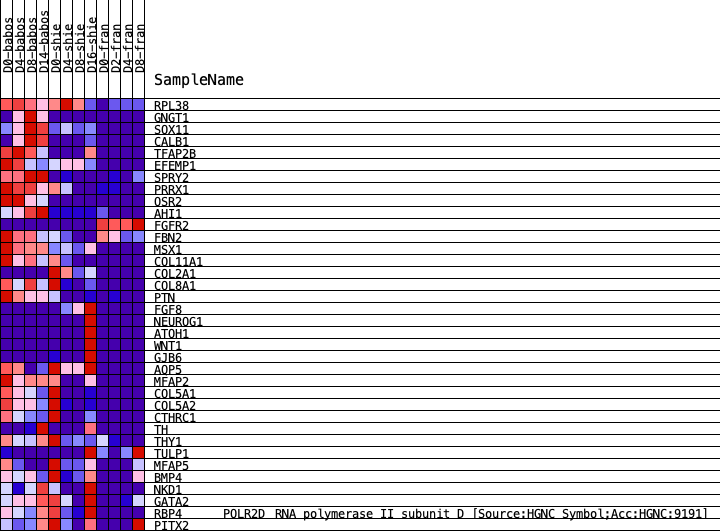 D0-babos
D4-babos
D8-babos
D14-babos
D0-shie
D4-shie
D8-shie
D16-shie
D0-fran
D2-fran
D4-fran
D8-fran
SampleName
RPL38
GNGT1
SOX11
CALB1
TFAP2B
EFEMP1
SPRY2
PRRX1
OSR2
AHI1
FGFR2
FBN2
MSX1
COL11A1
COL2A1
COL8A1
PTN
FGF8
NEUROG1
ATOH1
WNT1
GJB6
AQP5
MFAP2
COL5A1
COL5A2
CTHRC1
TH
THY1
TULP1
MFAP5
BMP4
NKD1
GATA2
RBP4 POLR2D RNA polymerase II subunit D [Source:HGNC Symbol;Acc:HGNC:9191]
PITX2